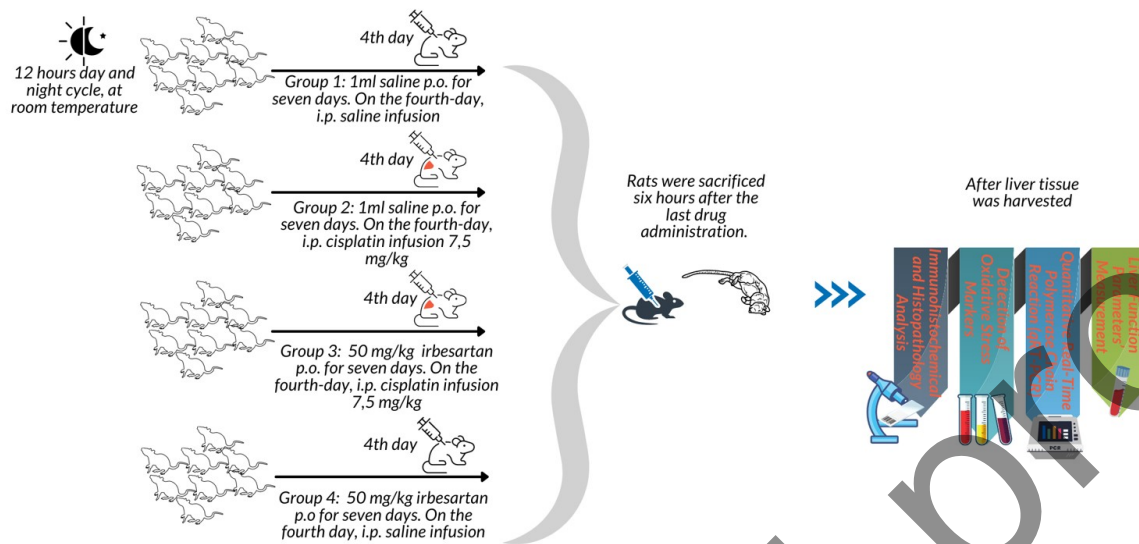 12 hours day and
night cycle, at
room temperature
4th day
Group 1: 1ml saline p.o. for
seven days. On the fourth-day,
i.p. saline infusion
4th day
Group 2: 1ml saline p.o. for
seven days. On the fourth-day,
i.p. cisplatin infusion 7,5
mg/kg
4th day
Group 3: 50 mg/kg irbesartan
p.o. for seven days. On the
fourth-day, i.p. cisplatin infusion
7,5 mg/kg
4th day
Group 4: 50 mg/kg irbesartan
p.o for seven days. On the
fourth day, i.p. saline infusion
Rats were sacrificed
six hours after the
last drug
administration.
After liver tissue
was harvested
Immunohistochemical
and Histopathology
Analysis
Detection of
Oxidative Stress
Markers
Quantitative Real-Time
Polymerase Chain
Reaction
Liver Function
Parameters'
Measurement
PCR
pro